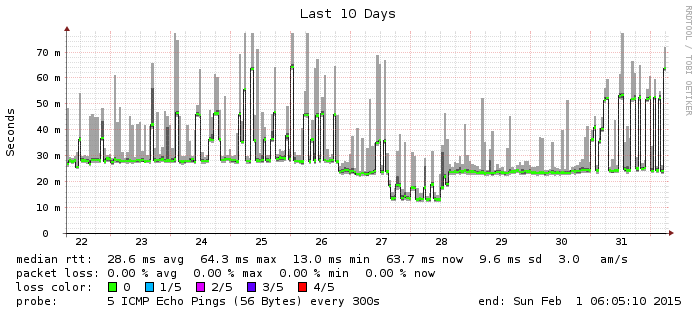 Last 10 Days
RRDTOOL / TOBI OETIKER
Seconds
70 m
60 m
50 m
40 m
30 m
20 m
10 m
0
22 23 24 25 26 27 28 29 30 31
median rtt: 28.6 ms avg 64.3 ms max 13.0 ms min 63.7 ms now 9.6 ms sd 3.0 am/s
packet loss: 0.00 % avg 0.00 % max 0.00 % min 0.00 % now
loss color: 0 1/5 2/5 3/5 4/5
probe: 5 ICMP Echo Pings (56 Bytes) every 300s end: Sun Feb 1 06:05:10 2015